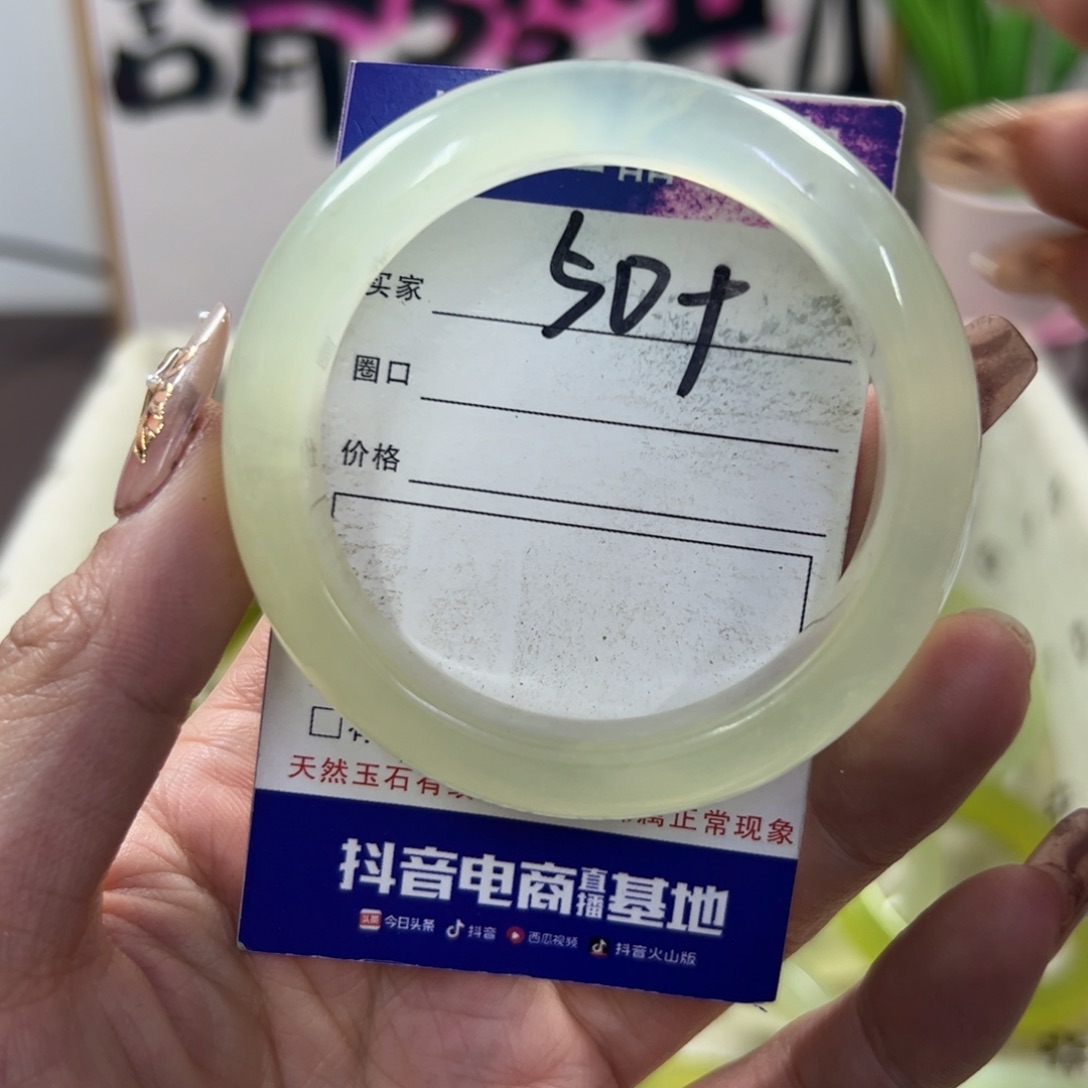 買家
50+
圈口
价格
天然玉石有
属正常现象
抖音电商直播基地
今日头条 抖音 西瓜视频 抖音火山版